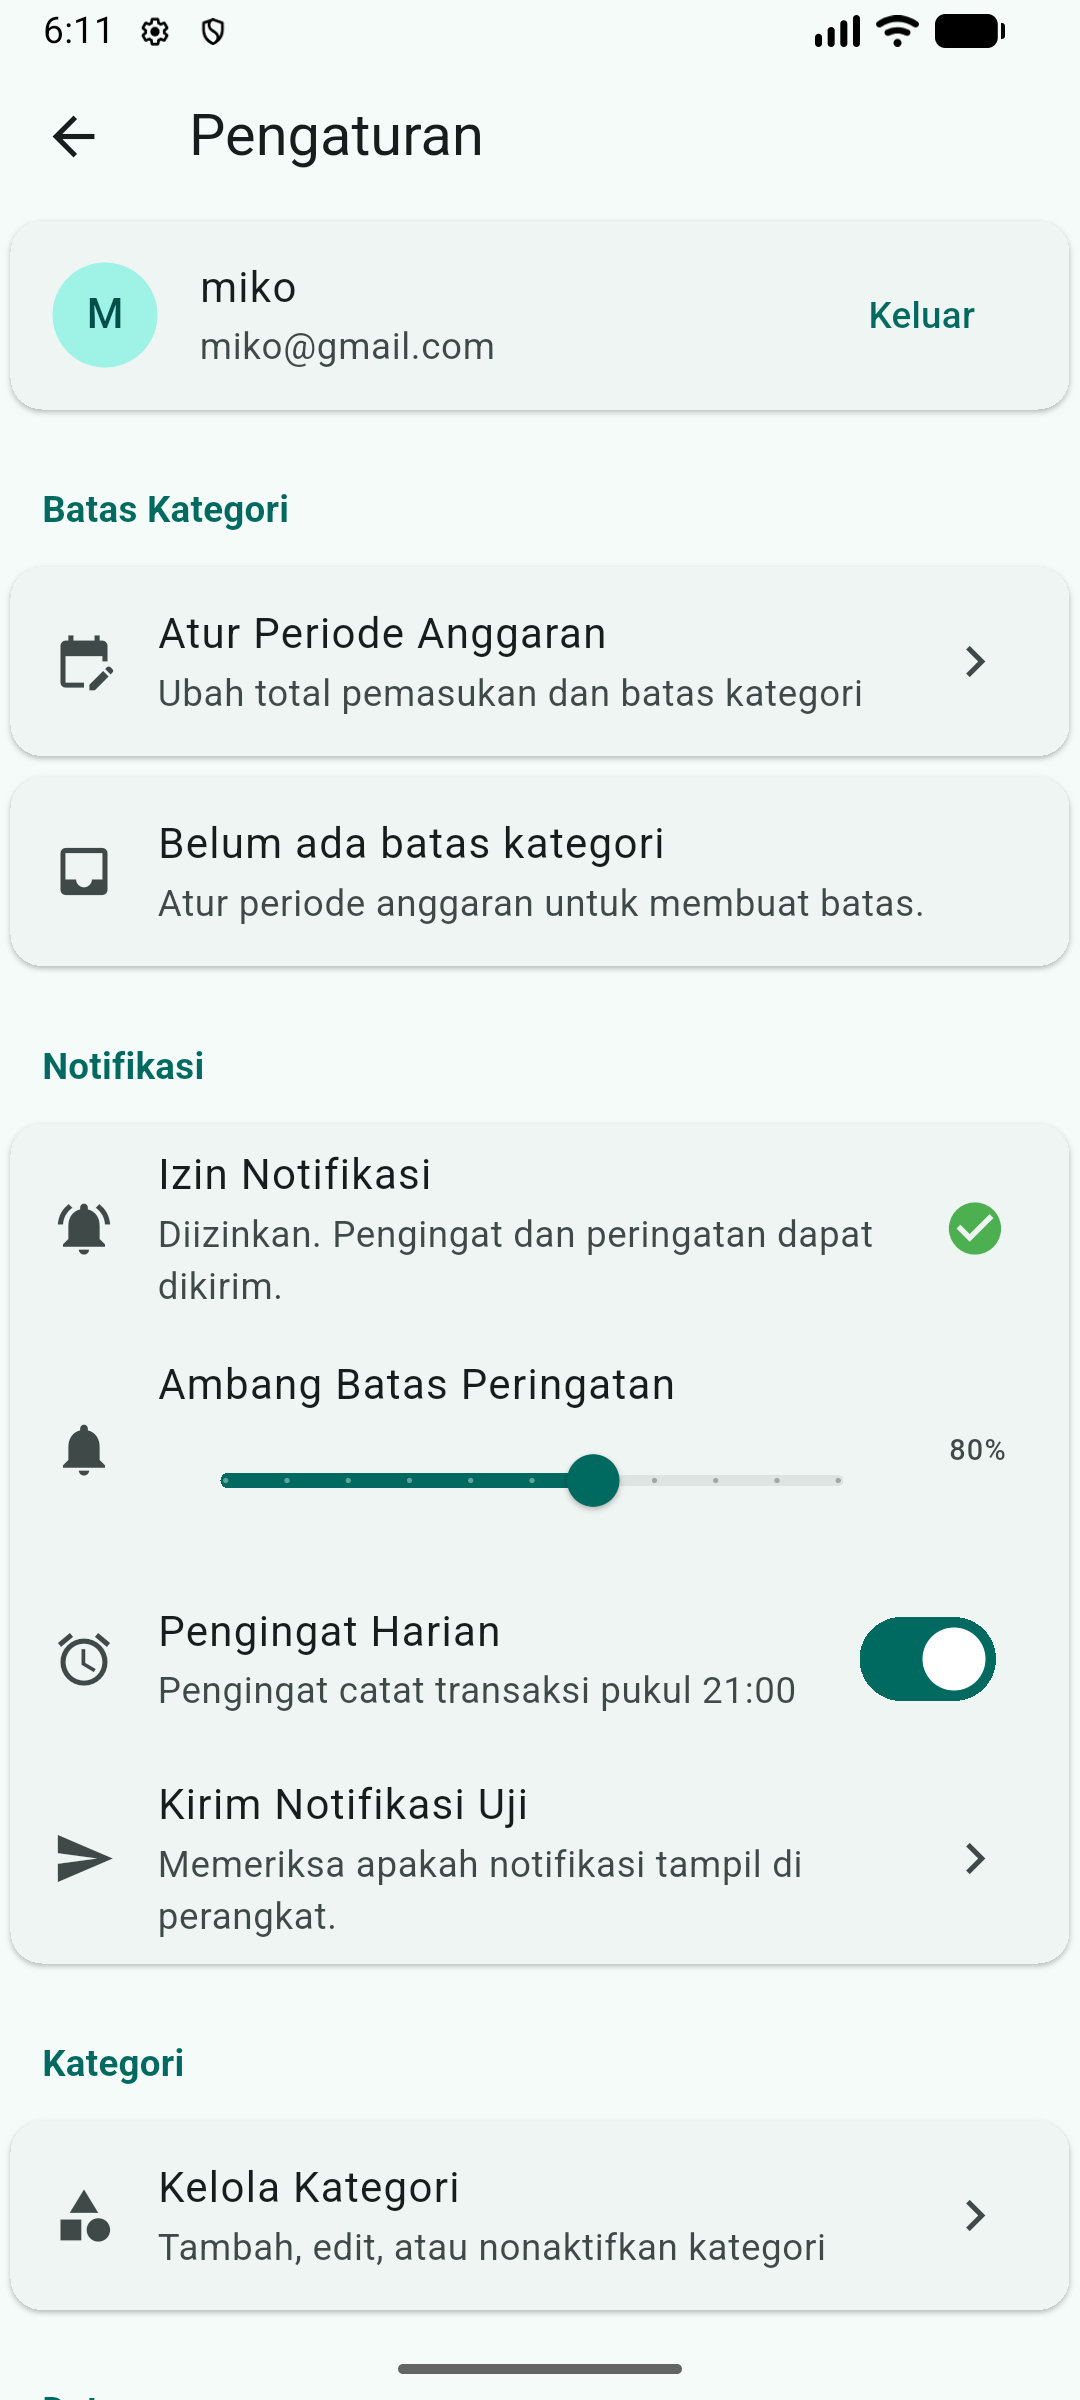 6:11
Pengaturan
M
miko
miko@gmail.com
Keluar
Batas Kategori
Atur Periode Anggaran
Ubah total pemasukan dan batas kategori
Belum ada batas kategori
Atur periode anggaran untuk membuat batas.
Notifikasi
Izin Notifikasi
Diizinkan. Pengingat dan peringatan dapat
dikirim.
Ambang Batas Peringatan
80%
Pengingat Harian
Pengingat catat transaksi pukul 21:00
Kirim Notifikasi Uji
Memeriksa apakah notifikasi tampil di
perangkat.
Kategori
Kelola Kategori
Tambah, edit, atau nonaktifkan kategori